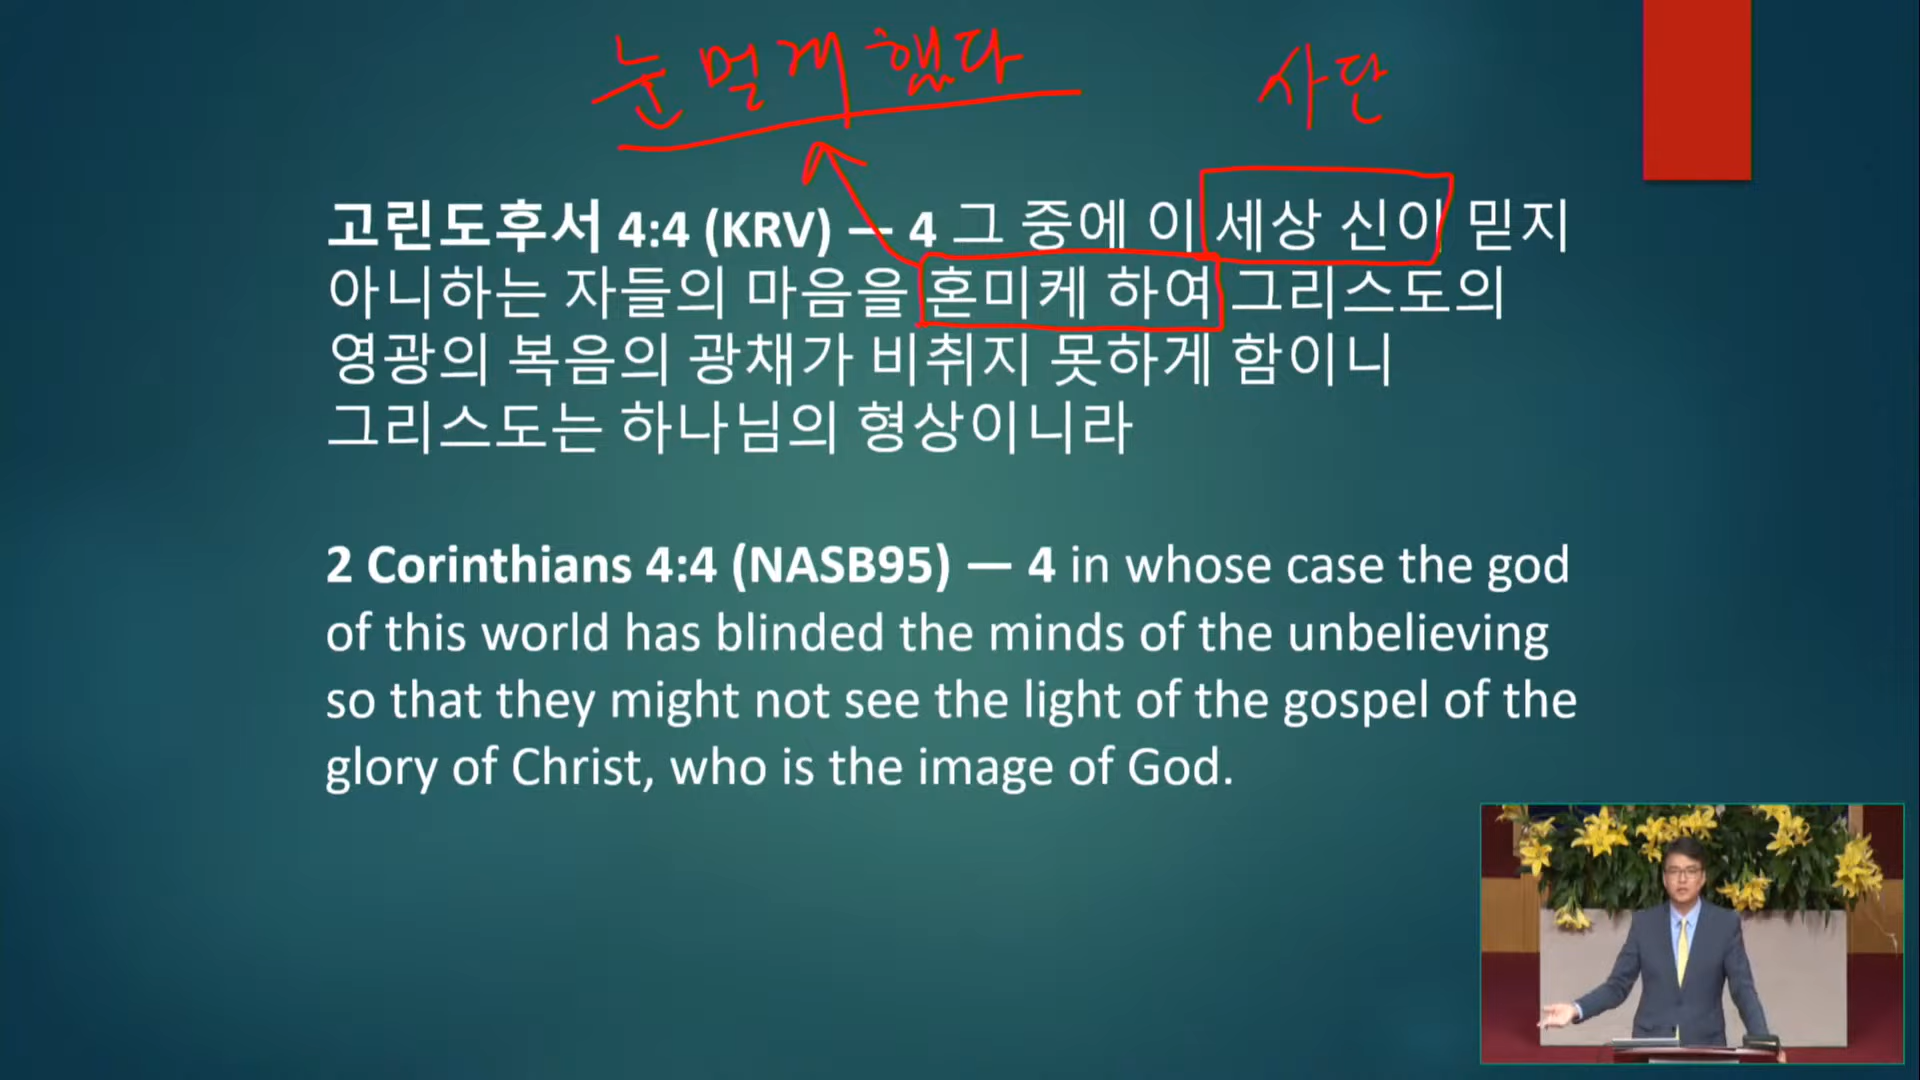 눈 멀게 했다
사단
고린도후서 4:4 (KRV) — 4 그 중에 이 세상 신이 믿지
아니하는 자들의 마음을 혼미케 하여 그리스도의
영광의 복음의 광채가 비취지 못하게 함이니
그리스도는 하나님의 형상이니라
2 Corinthians 4:4 (NASB95) — 4 in whose case the god
of this world has blinded the minds of the unbelieving
so that they might not see the light of the gospel of the
glory of Christ, who is the image of God.